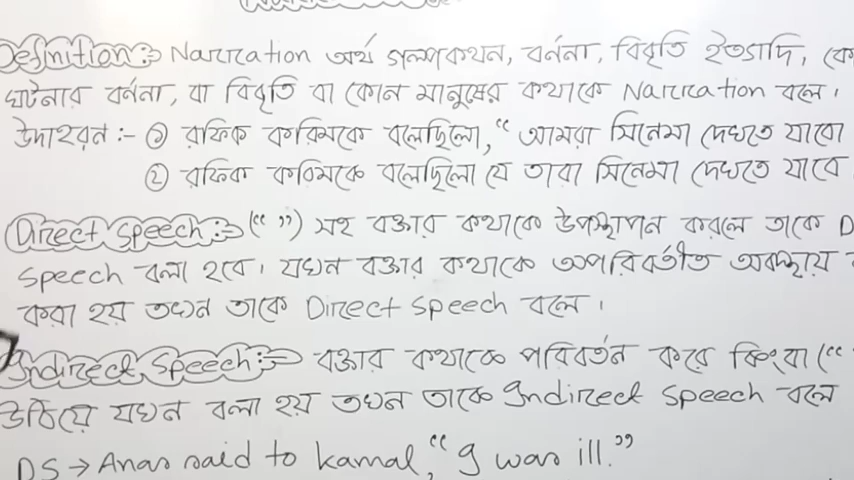 Definition:- Narration অর্থ গল্পকথন, বর্ননা, বিবৃতি ইত্যাদি,
ঘটনার বর্ননা, বা বিবৃতি বা কোন মানুষের কথাকে Narration বলে।
উদাহরন :- ① রফিক করিমকে বলেছিলো, “আমরা সিনেমা দেখতে যাবো
② রফিক করিমকে বলেছিলো যে তারা সিনেমা দেখতে যাবে
Direct Speech:- (“ ”) সহ বক্তার কথাকে উপস্থাপন করলে তাকে D
Speech বলা হবে। যখন বক্তার কথাকে অপরিবর্তীত অবস্থায়
করা হয় তখন তাকে Direct Speech বলে।
Indirect Speech:- বক্তার কথাকে পরিবর্তন করে কিংবা (“
উঠিয়ে যখন বলা হয় তখন তাকে Indirect Speech বলে
DS → Anas said to Kamal, “I was ill.”